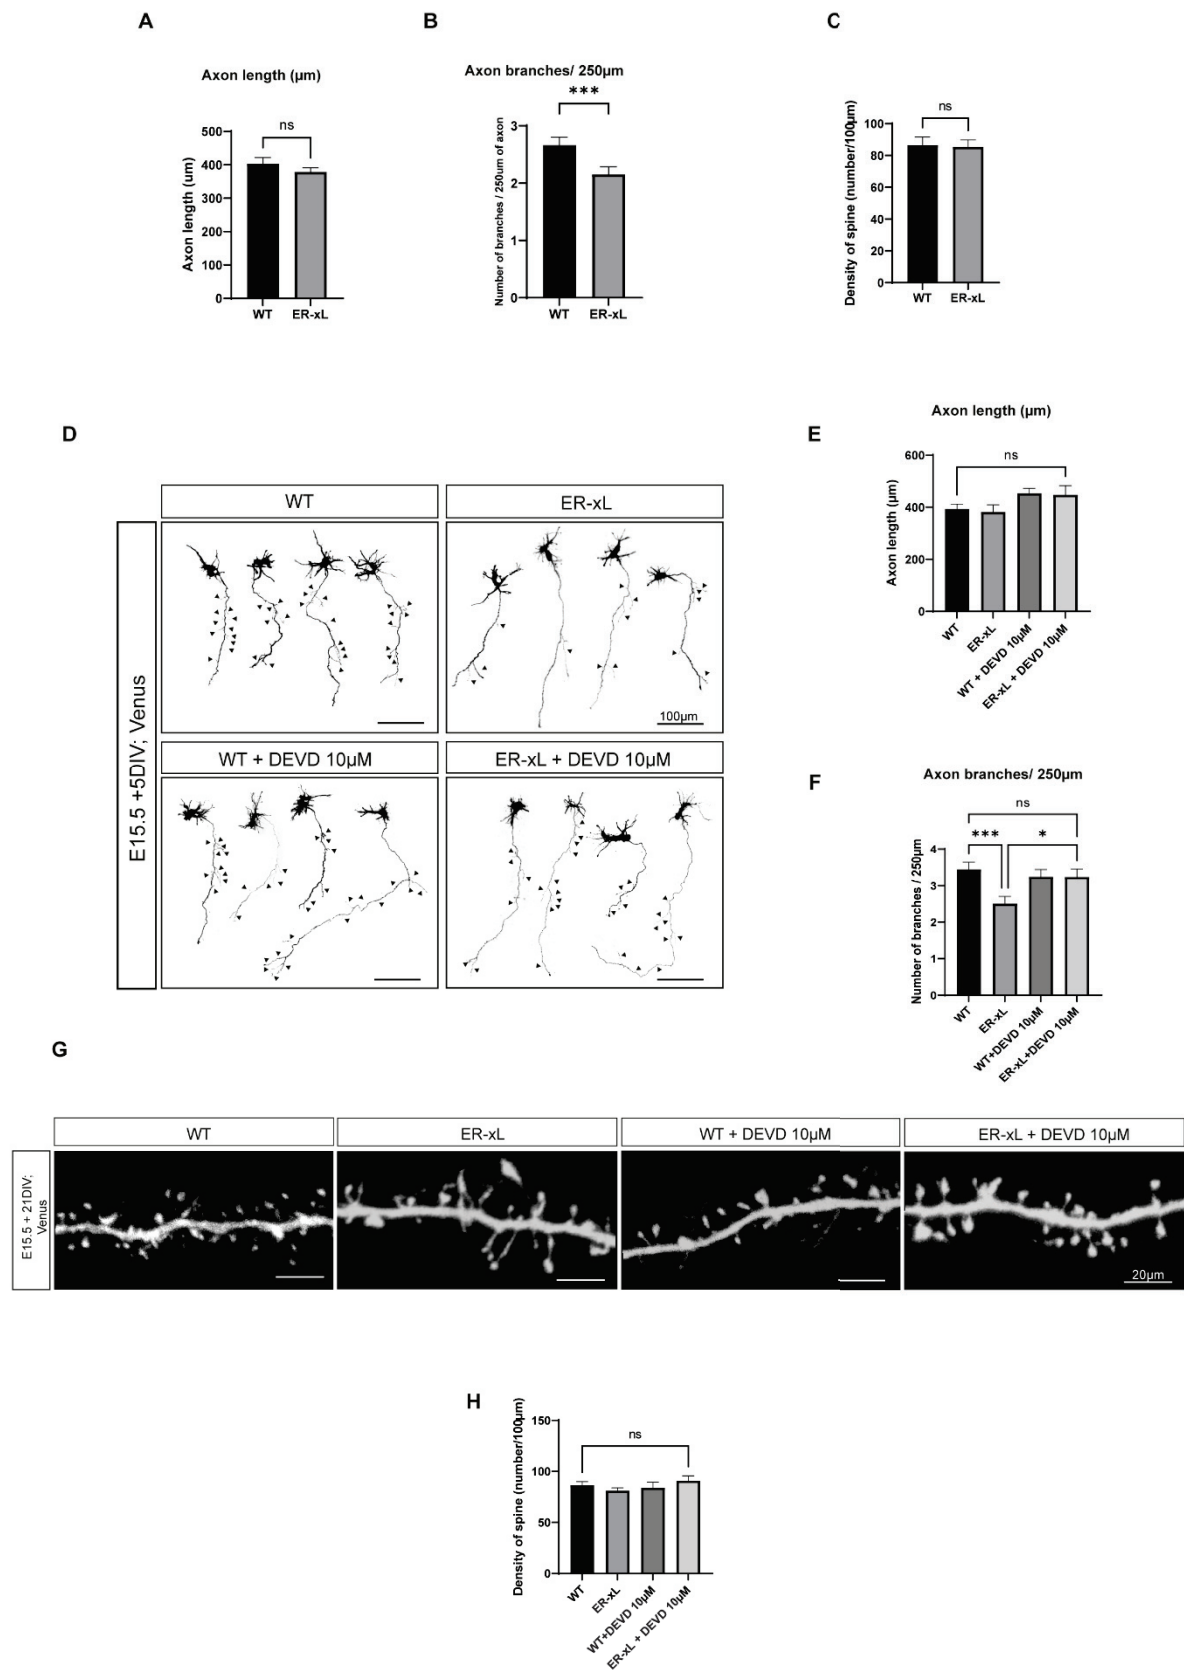 A
Axon length (µm)
ns
Axon length (um)
500
400
300
200
100
0
WT
ER-xL
B
Axon branches/ 250µm
***
Number of branches / 250um of axon
3
2
1
0
WT
ER-xL
C
ns
Density of spine (number/100µm)
100
80
60
40
20
0
WT
ER-xL
D
E15.5 +5DIV; Venus
WT
ER-xL
100µm
WT + DEVD 10µM
ER-xL + DEVD 10µM
E
Axon length (µm)
ns
Axon length (µm)
600
400
200
0
WT
ER-xL
WT + DEVD 10µM
ER-xL + DEVD 10µM
F
Axon branches/ 250µm
ns
***
*
Number of branches / 250µm
4
3
2
1
0
WT
ER-xL
WT+DEVD 10µM
ER-xL+DEVD 10µM
G
E15.5 + 21DIV;
Venus
WT
ER-xL
WT + DEVD 10µM
ER-xL + DEVD 10µM
20µm
H
ns
Density of spine (number/100µm)
150
100
50
0
WT
ER-xL
WT+DEVD 10µM
ER-xL + DEVD 10µM